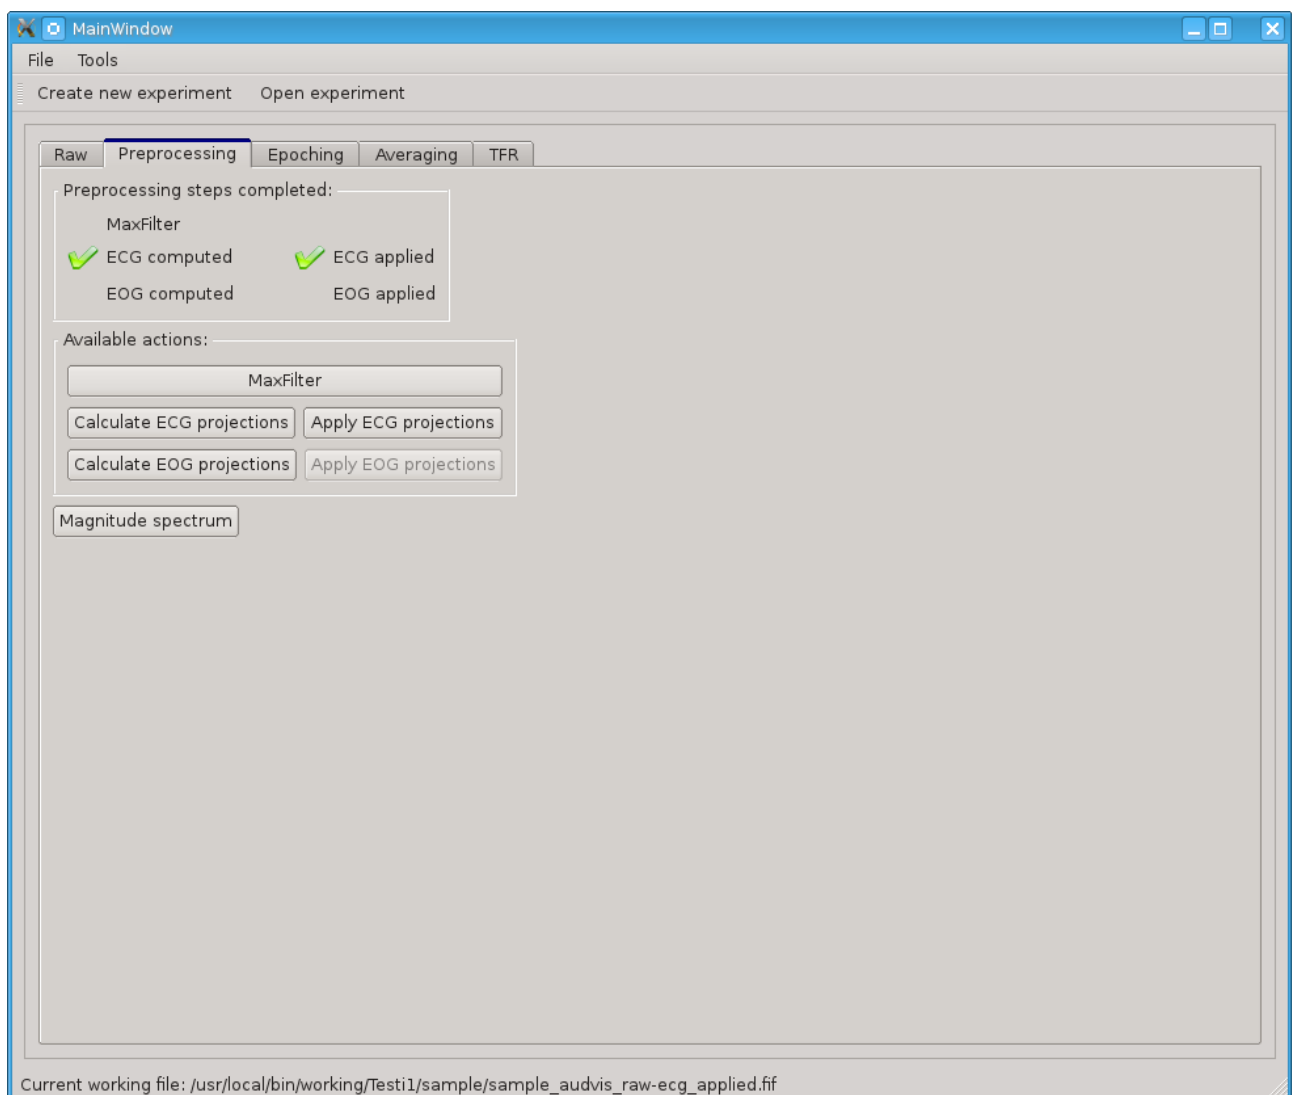 MainWindow
File Tools
Create new experiment Open experiment
Raw Preprocessing Epoching Averaging TFR
Preprocessing steps completed:
MaxFilter
ECG computed ECG applied
EOG computed EOG applied
Available actions:
MaxFilter
Calculate ECG projections Apply ECG projections
Calculate EOG projections Apply EOG projections
Magnitude spectrum
Current working file: /usr/local/bin/working/Testi1/sample/sample_audvis_raw-ecg_applied.fif